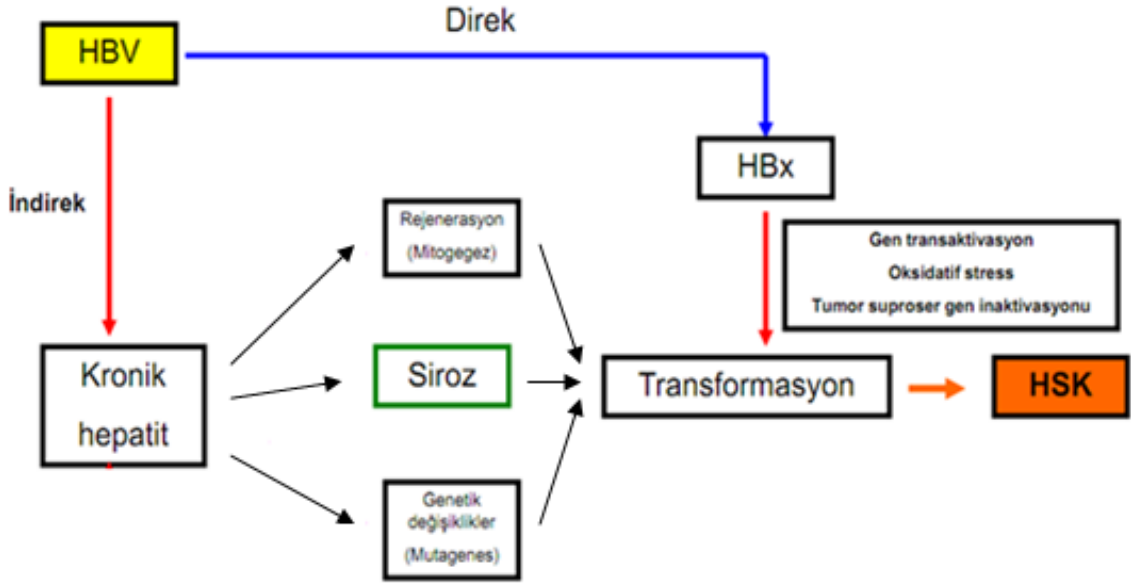 Direk
HBV
HBx
İndirek
Rejenerasyon
(Mitogegez)
Gen transaktivasyon
Oksidatif stress
Tumor suproser gen inaktivasyonu
Kronik
hepatit
Siroz
Transformasyon
HSK
Genetik
değişiklikler
(Mutagenes)